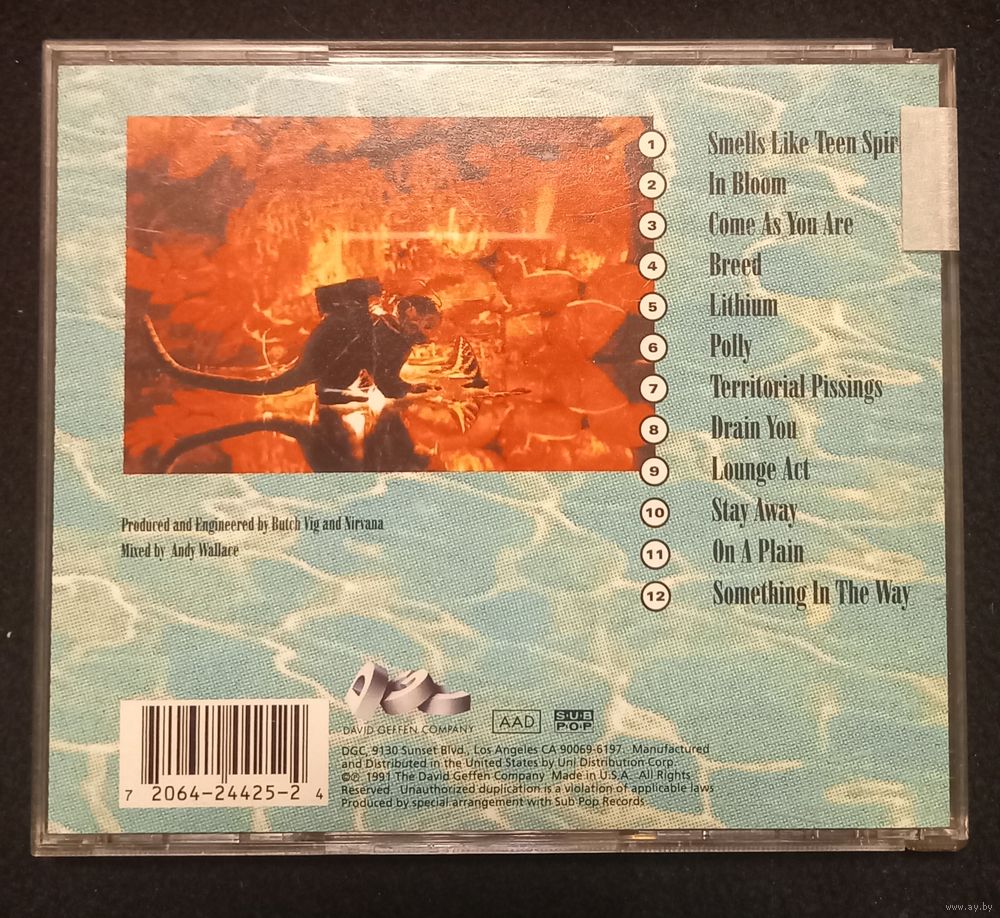 1 Smells Like Teen Spir
2 In Bloom
3 Come As You Are
4 Breed
5 Lithium
6 Polly
7 Territorial Pissings
8 Drain You
9 Lounge Act
10 Stay Away
11 On A Plain
12 Something In The Way
Produced and Engineered by Butch Vig and Nirvana
Mixed by Andy Wallace
DAVID GEFFEN COMPANY
AAD
SUB
POP
DGC, 9130 Sunset Blvd., Los Angeles CA 90069-6197. Manufactured
and Distributed in the United States by Uni Distribution Corp.
©℗ 1991 The David Geffen Company Made in U.S.A. All Rights
Reserved. Unauthorized duplication is a violation of applicable laws
Produced by special arrangement with Sub Pop Records
7 2064-24425-2 4
www.ay.by